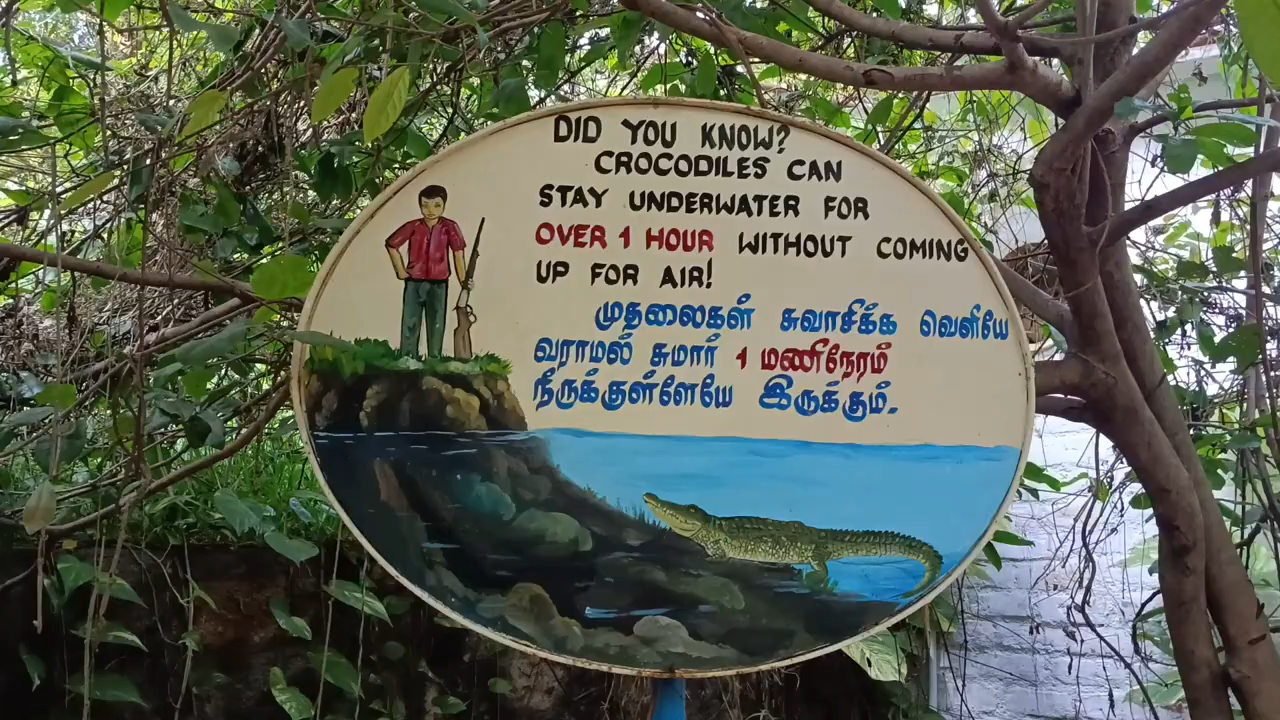 DID YOU KNOW?
CROCODILES CAN
STAY UNDERWATER FOR
OVER 1 HOUR WITHOUT COMING
UP FOR AIR!
முதலைகள் சுவாசிக்க வெளியே
வராமல் சுமார் 1 மணிநேரம்
நீருக்குள்ளேயே இருக்கும்.